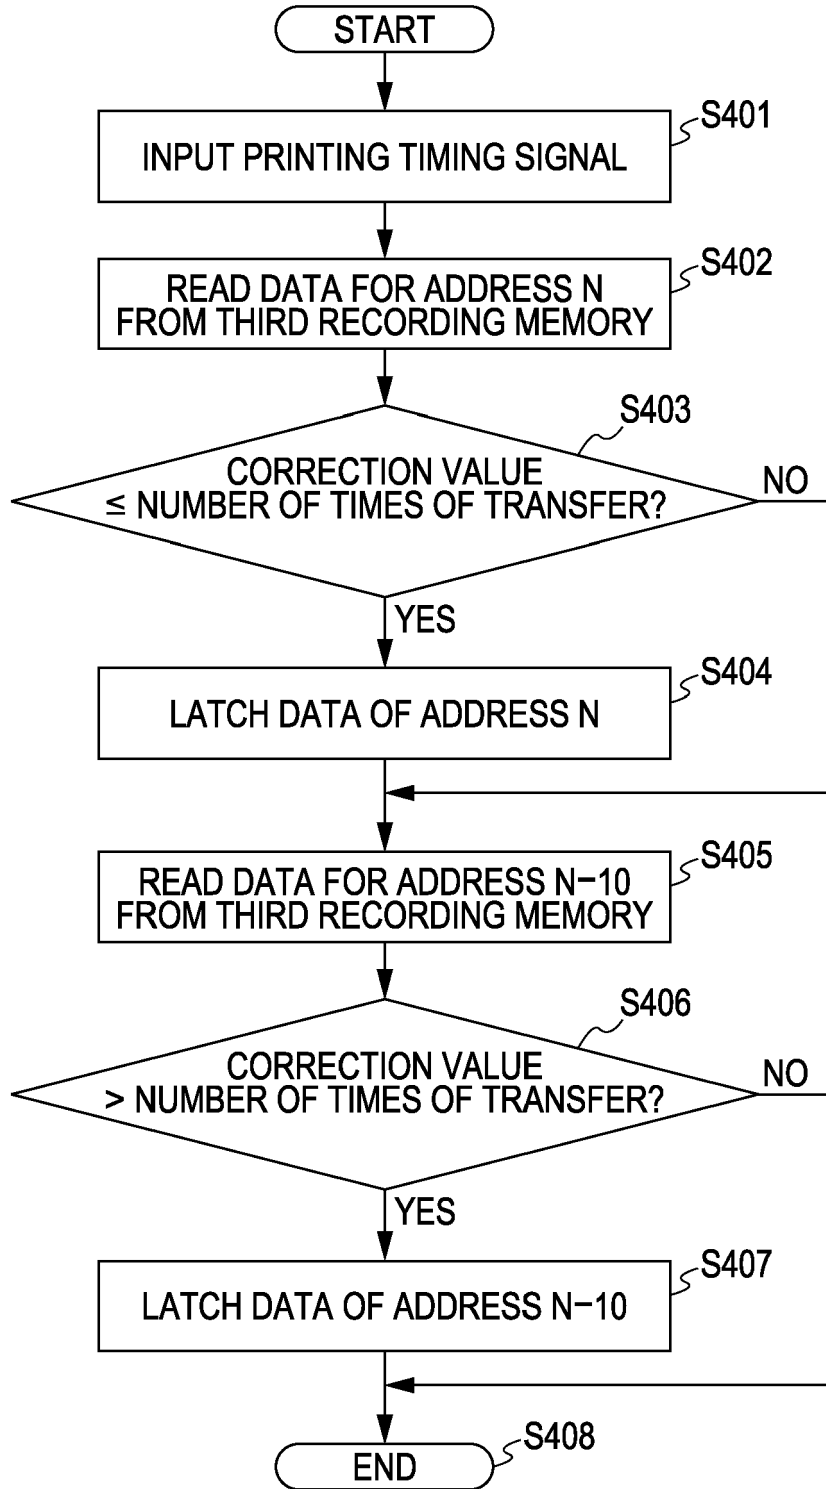 START
INPUT PRINTING TIMING SIGNAL
S401
READ DATA FOR ADDRESS N
FROM THIRD RECORDING MEMORY
S402
S403
CORRECTION VALUE
≤ NUMBER OF TIMES OF TRANSFER?
NO
YES
LATCH DATA OF ADDRESS N
S404
READ DATA FOR ADDRESS N−10
FROM THIRD RECORDING MEMORY
S405
S406
CORRECTION VALUE
> NUMBER OF TIMES OF TRANSFER?
NO
YES
LATCH DATA OF ADDRESS N−10
S407
END
S408